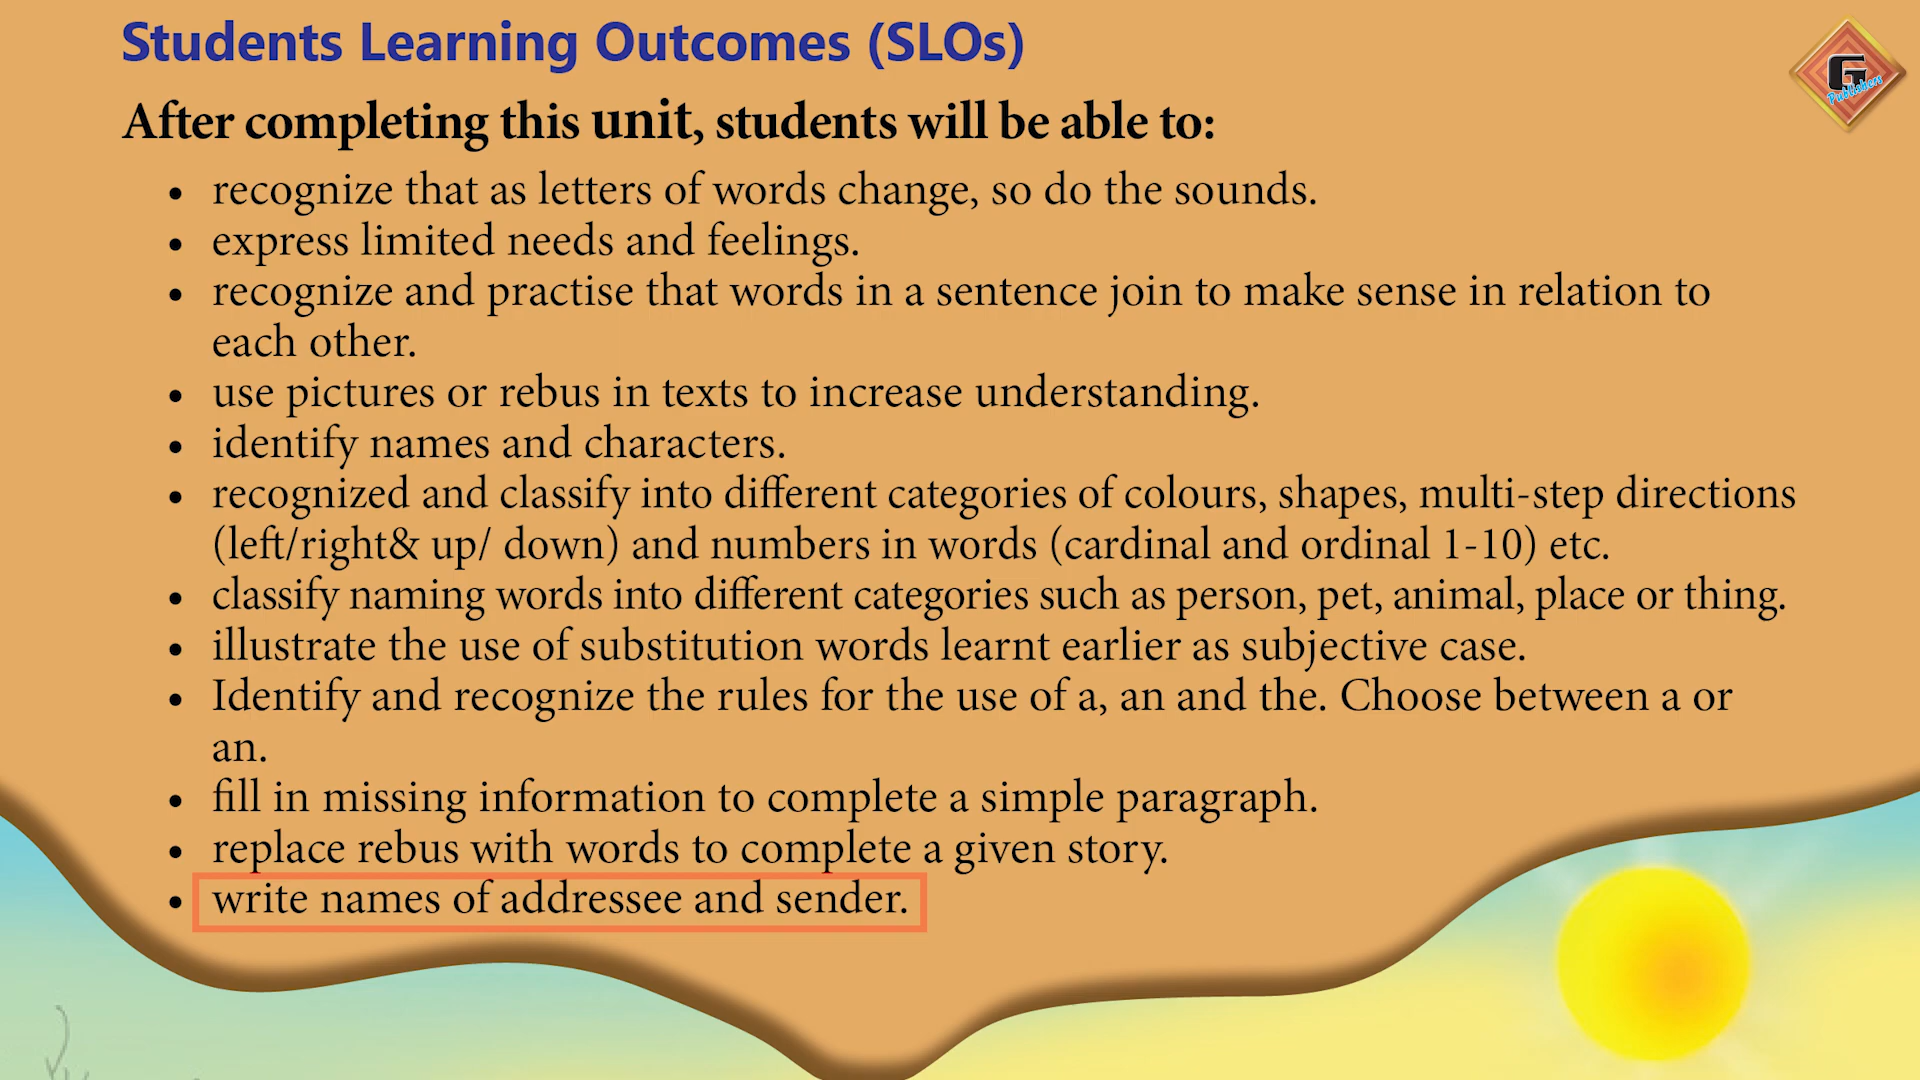 Students Learning Outcomes (SLOs)
G
Publishers
After completing this unit, students will be able to:
• recognize that as letters of words change, so do the sounds.
• express limited needs and feelings.
• recognize and practise that words in a sentence join to make sense in relation to
each other.
• use pictures or rebus in texts to increase understanding.
• identify names and characters.
• recognized and classify into different categories of colours, shapes, multi-step directions
(left/right& up/ down) and numbers in words (cardinal and ordinal 1-10) etc.
• classify naming words into different categories such as person, pet, animal, place or thing.
• illustrate the use of substitution words learnt earlier as subjective case.
• Identify and recognize the rules for the use of a, an and the. Choose between a or
an.
• fill in missing information to complete a simple paragraph.
• replace rebus with words to complete a given story.
• write names of addressee and sender.